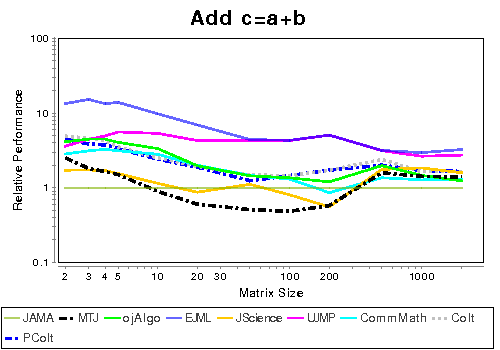 Add c=a+b
Relative Performance
100
10
1
0.1
2 3 4 5 10 20 30 100 200 1000
Matrix Size
JAMA MTJ ojAlgo EJML JScience UJMP CommMath Colt
PColt